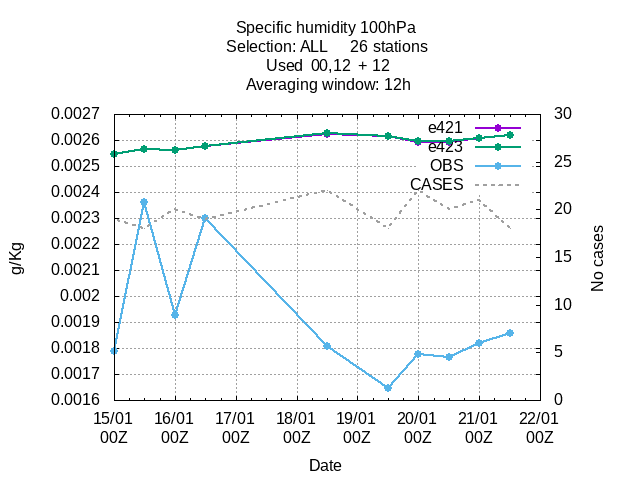 Specific humidity 100hPa
Selection: ALL 26 stations
Used 00,12 + 12
Averaging window: 12h
0.0027
0.0026
0.0025
0.0024
0.0023
0.0022
0.0021
0.002
0.0019
0.0018
0.0017
0.0016
g/Kg
e421
e423
OBS
CASES
30
25
20
15
10
5
0
No cases
15/01 16/01 17/01 18/01 19/01 20/01 21/01 22/01
00Z 00Z 00Z 00Z 00Z 00Z 00Z 00Z
Date